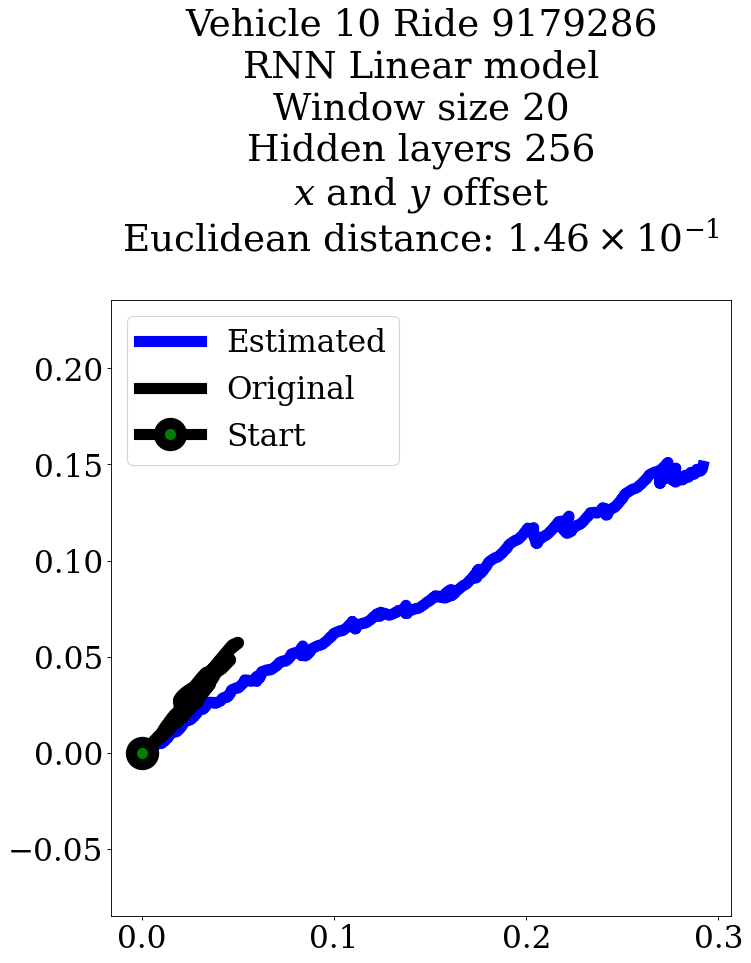 Vehicle 10 Ride 9179286
RNN Linear model
Window size 20
Hidden layers 256
x and y offset
Euclidean distance: 1.46 × 10⁻¹
Estimated
Original
Start
0.20
0.15
0.10
0.05
0.00
−0.05
0.0 0.1 0.2 0.3